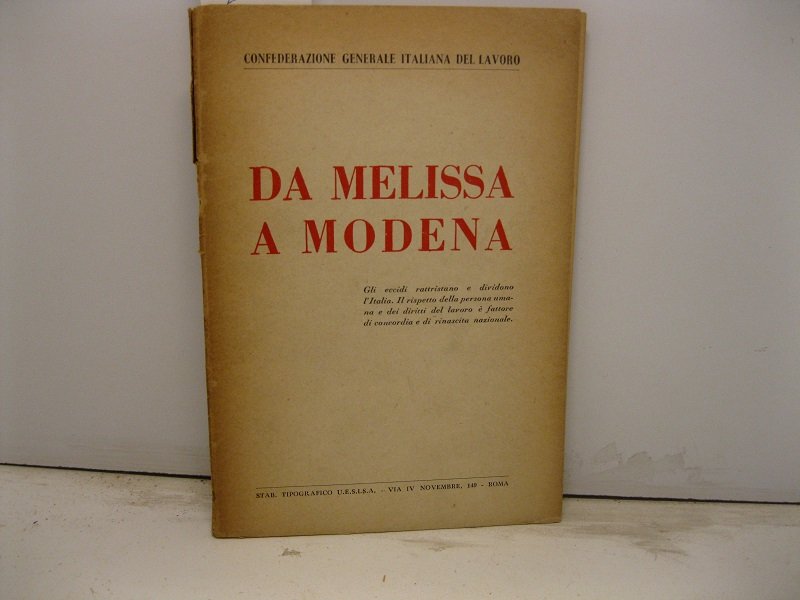 CONFEDERAZIONE GENERALE ITALIANA DEL LAVORO
DA MELISSA
A MODENA
Gli eccidi rattristano e dividono
l'Italia. Il rispetto della persona uma-
na e dei diritti del lavoro è fattore
di concordia e di rinascita nazionale.
STAB. TIPOGRAFICO U.E.S.I.S.A. - VIA IV NOVEMBRE, 149 - ROMA